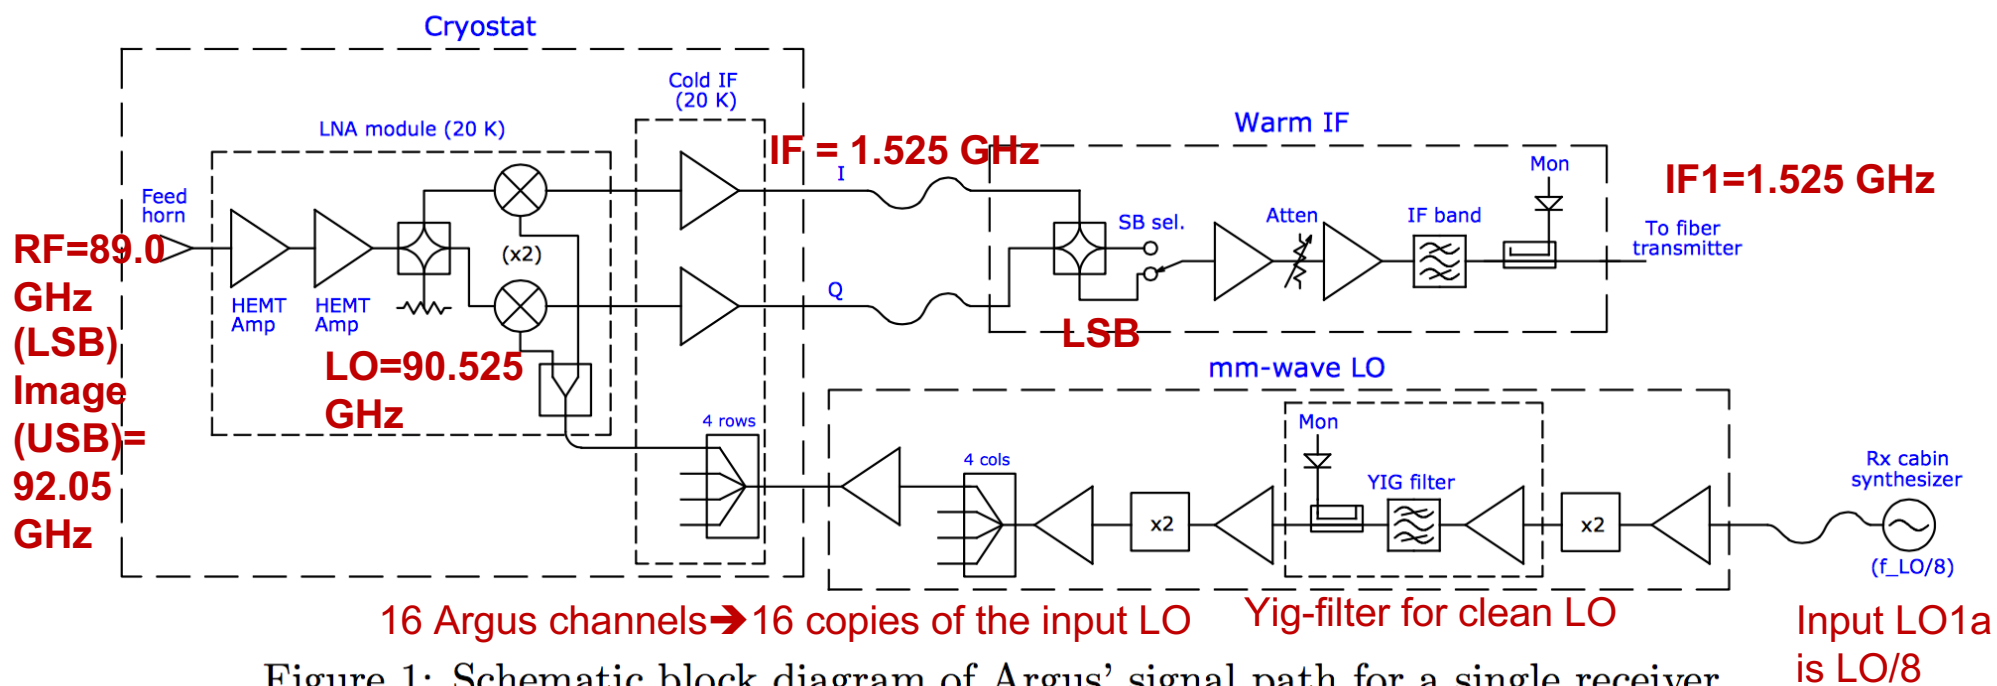 Cryostat
Cold IF
(20 K)
LNA module (20 K)
IF = 1.525 GHz
I
Warm IF
Mon
IF1=1.525 GHz
Feed
horn
SB sel.
Atten
IF band
To fiber
transmitter
RF=89.0
GHz
(LSB)
Image
(USB)=
92.05
GHz
(x2)
HEMT
Amp
HEMT
Amp
Q
LSB
LO=90.525
GHz
mm-wave LO
4 rows
4 cols
Mon
YIG filter
x2
x2
Rx cabin
synthesizer
(f_LO/8)
16 Argus channels➔16 copies of the input LO
Yig-filter for clean LO
Input LO1a
is LO/8
Figure 1: Schematic block diagram of Argus' signal path for a single receiver